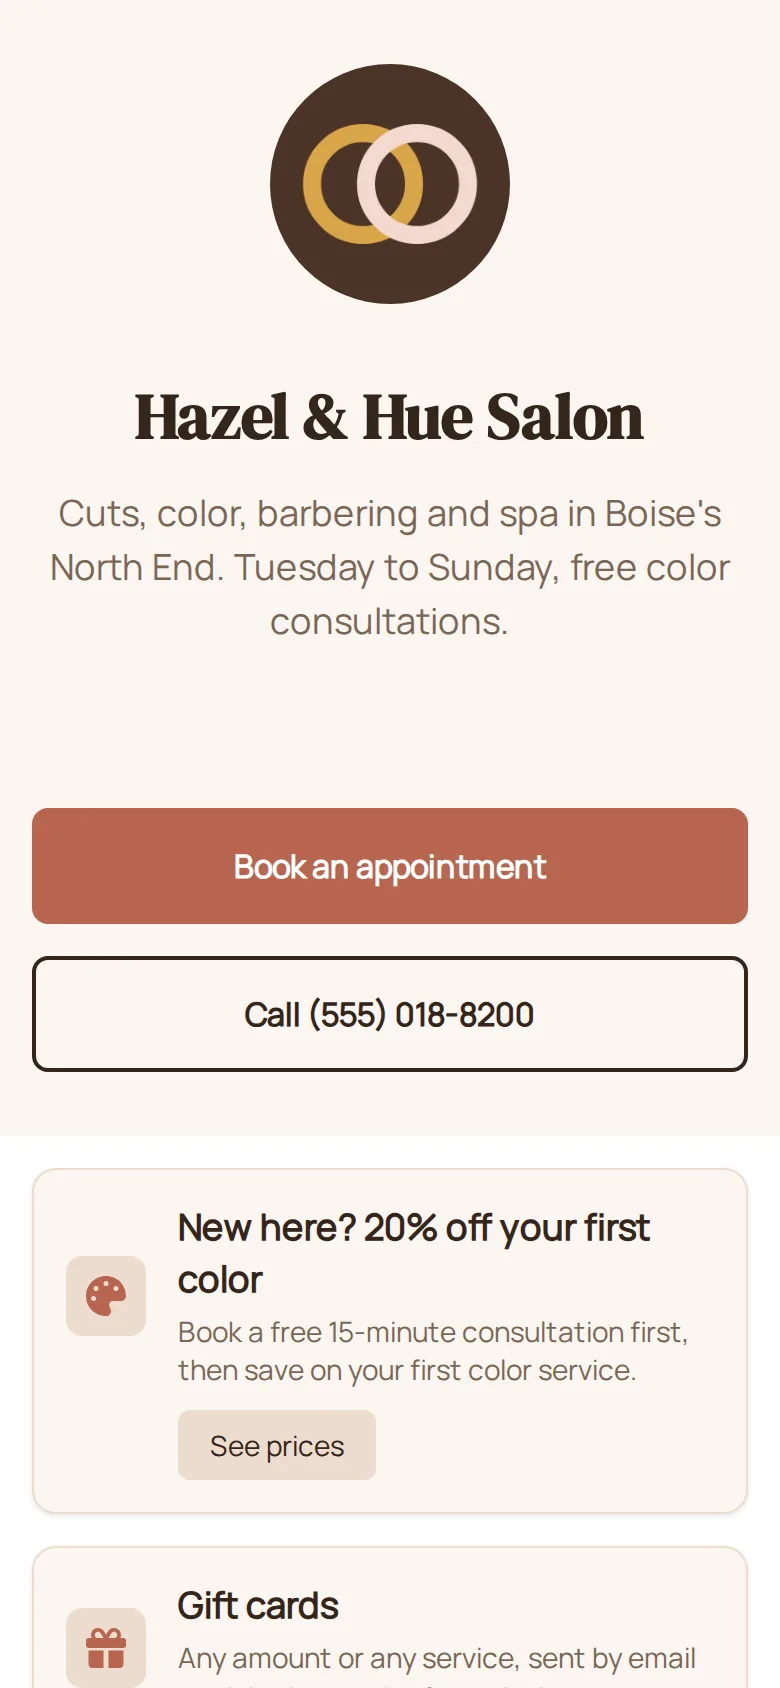 Hazel & Hue Salon
Cuts, color, barbering and spa in Boise's
North End. Tuesday to Sunday, free color
consultations.
Book an appointment
Call (555) 018-8200
New here? 20% off your first
color
Book a free 15-minute consultation first,
then save on your first color service.
See prices
Gift cards
Any amount or any service, sent by email